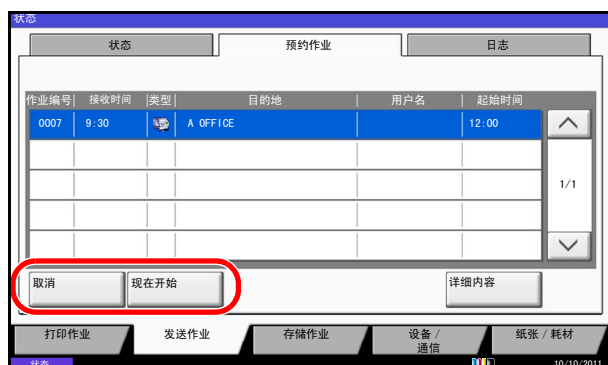 状态
状态 预约作业 日志
作业编号 接收时间 类型 目的地 用户名 起始时间
0007 9:30 A OFFICE 12:00
1/1
取消 现在开始 详细内容
打印作业 发送作业 存储作业 设备 / 通信 纸张 / 耗材
状态 10/10/2011